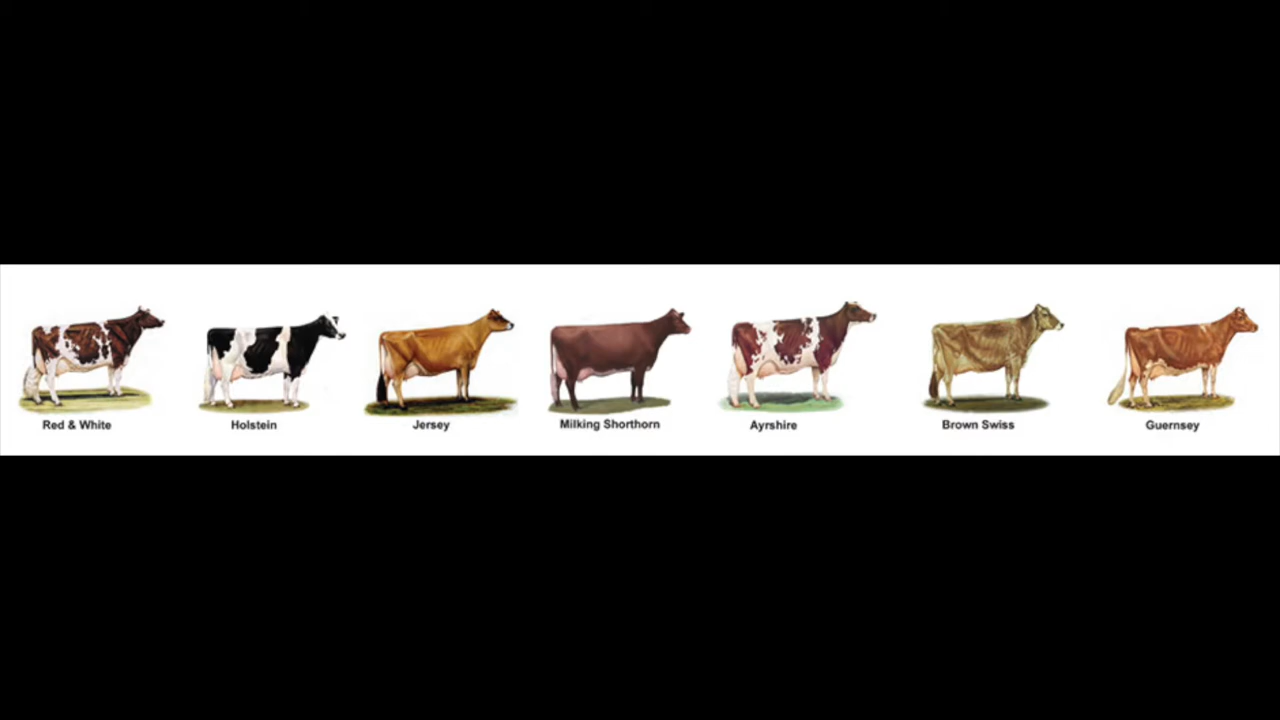 Red & White
Holstein
Jersey
Milking Shorthorn
Ayrshire
Brown Swiss
Guernsey